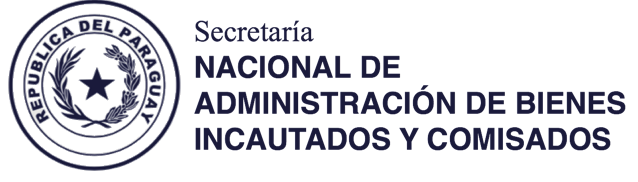 REPUBLICA DEL PARAGUAY
Secretaría
NACIONAL DE
ADMINISTRACIÓN DE BIENES
INCAUTADOS Y COMISADOS